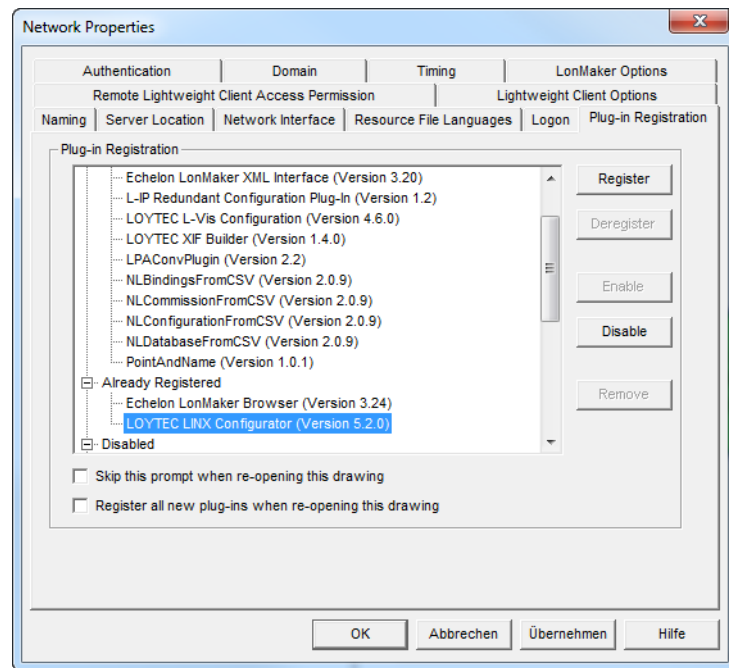 Network Properties
Authentication
Domain
Timing
LonMaker Options
Remote Lightweight Client Access Permission
Lightweight Client Options
Naming
Server Location
Network Interface
Resource File Languages
Logon
Plug-in Registration
Plug-in Registration
Echelon LonMaker XML Interface (Version 3.20)
L-IP Redundant Configuration Plug-In (Version 1.2)
LOYTEC L-Vis Configuration (Version 4.6.0)
LOYTEC XIF Builder (Version 1.4.0)
LPAConvPlugin (Version 2.2)
NLBindingsFromCSV (Version 2.0.9)
NLCommissionFromCSV (Version 2.0.9)
NLConfigurationFromCSV (Version 2.0.9)
NLDatabaseFromCSV (Version 2.0.9)
PointAndName (Version 1.0.1)
Already Registered
Echelon LonMaker Browser (Version 3.24)
LOYTEC LINX Configurator (Version 5.2.0)
Disabled
Register
Deregister
Enable
Disable
Remove
Skip this prompt when re-opening this drawing
Register all new plug-ins when re-opening this drawing
OK
Abbrechen
Übernehmen
Hilfe